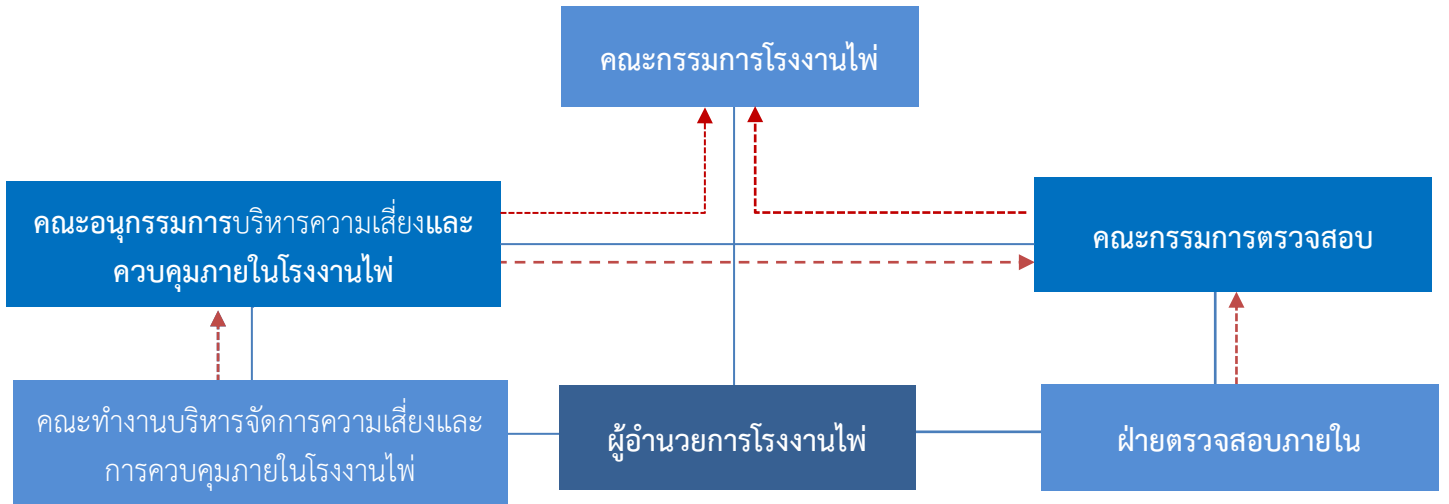 คณะกรรมการโรงงานไพ่
คณะอนุกรรมการบริหารความเสี่ยงและ
ควบคุมภายในโรงงานไพ่
คณะกรรมการตรวจสอบ
คณะทำงานบริหารจัดการความเสี่ยงและ
การควบคุมภายในโรงงานไพ่
ผู้อำนวยการโรงงานไพ่
ฝ่ายตรวจสอบภายใน